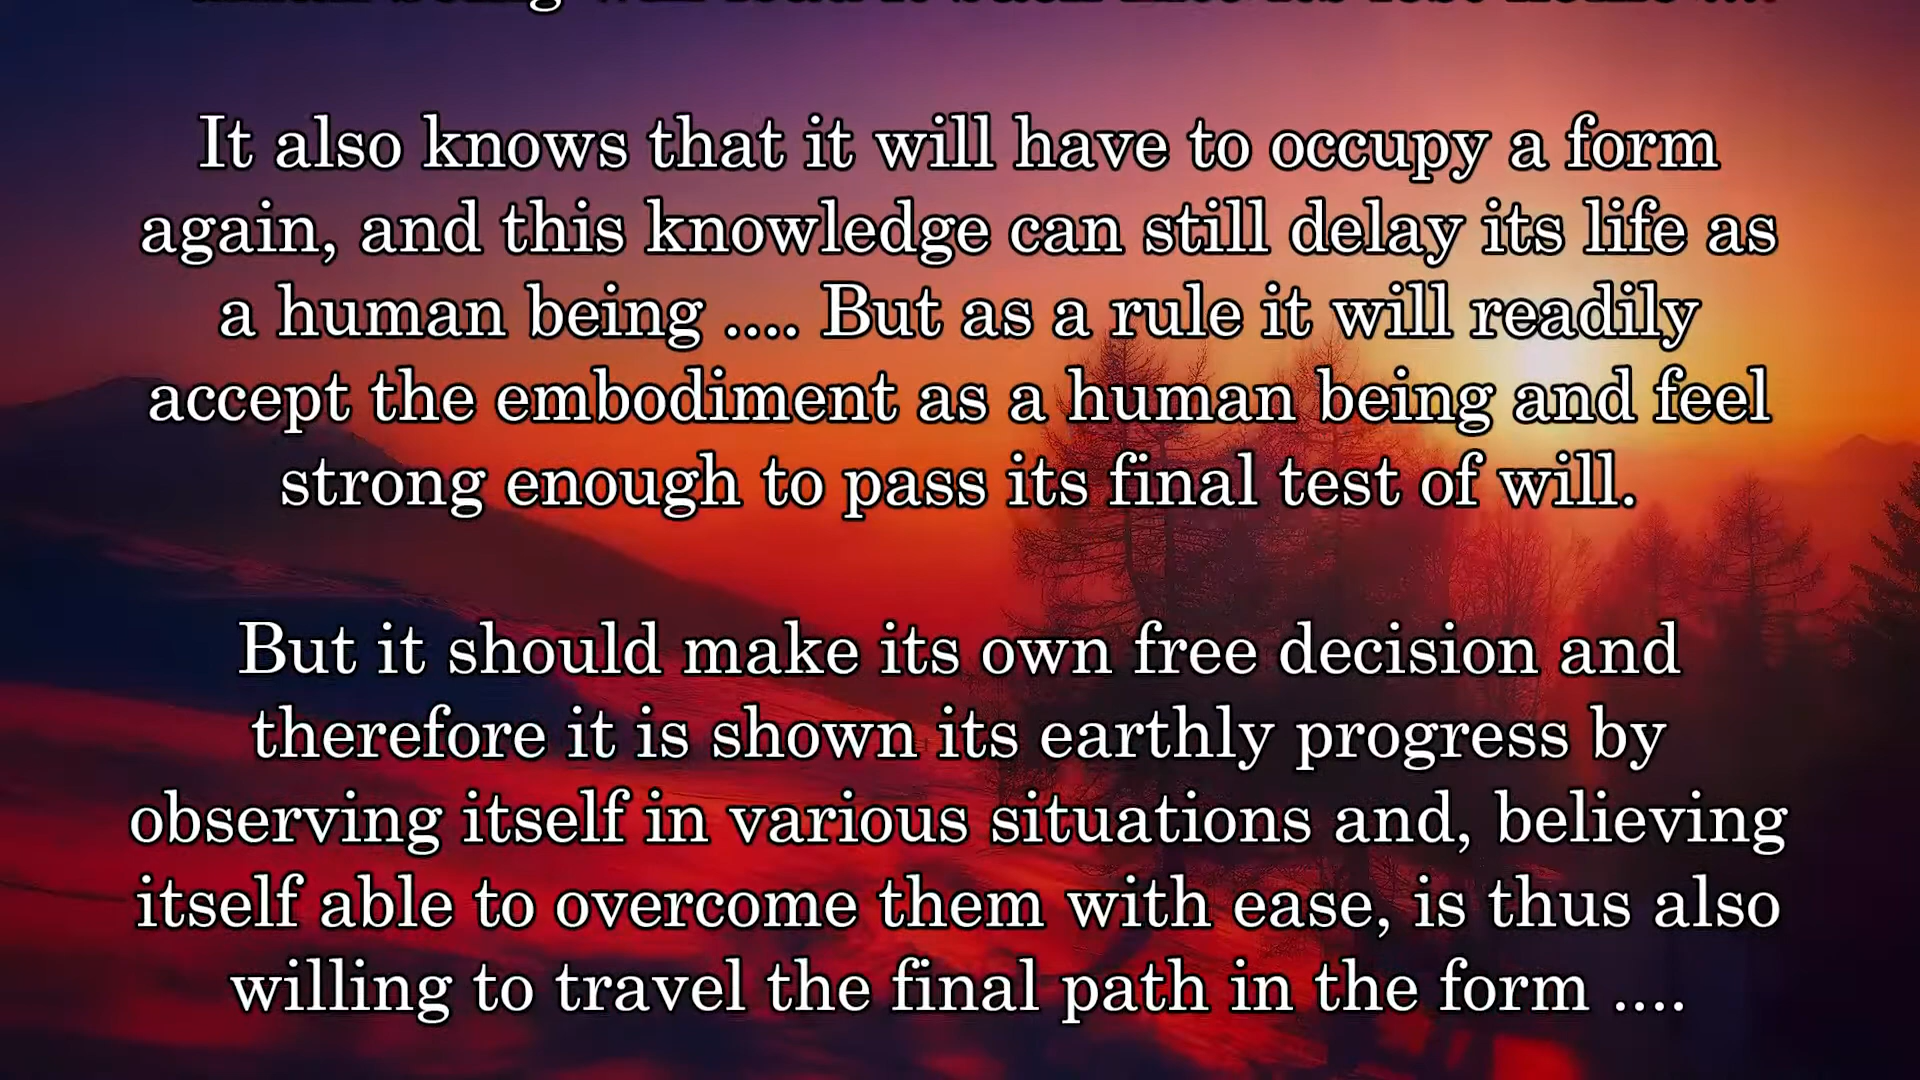 It also knows that it will have to occupy a form
again, and this knowledge can still delay its life as
a human being .... But as a rule it will readily
accept the embodiment as a human being and feel
strong enough to pass its final test of will.
But it should make its own free decision and
therefore it is shown its earthly progress by
observing itself in various situations and, believing
itself able to overcome them with ease, is thus also
willing to travel the final path in the form ....